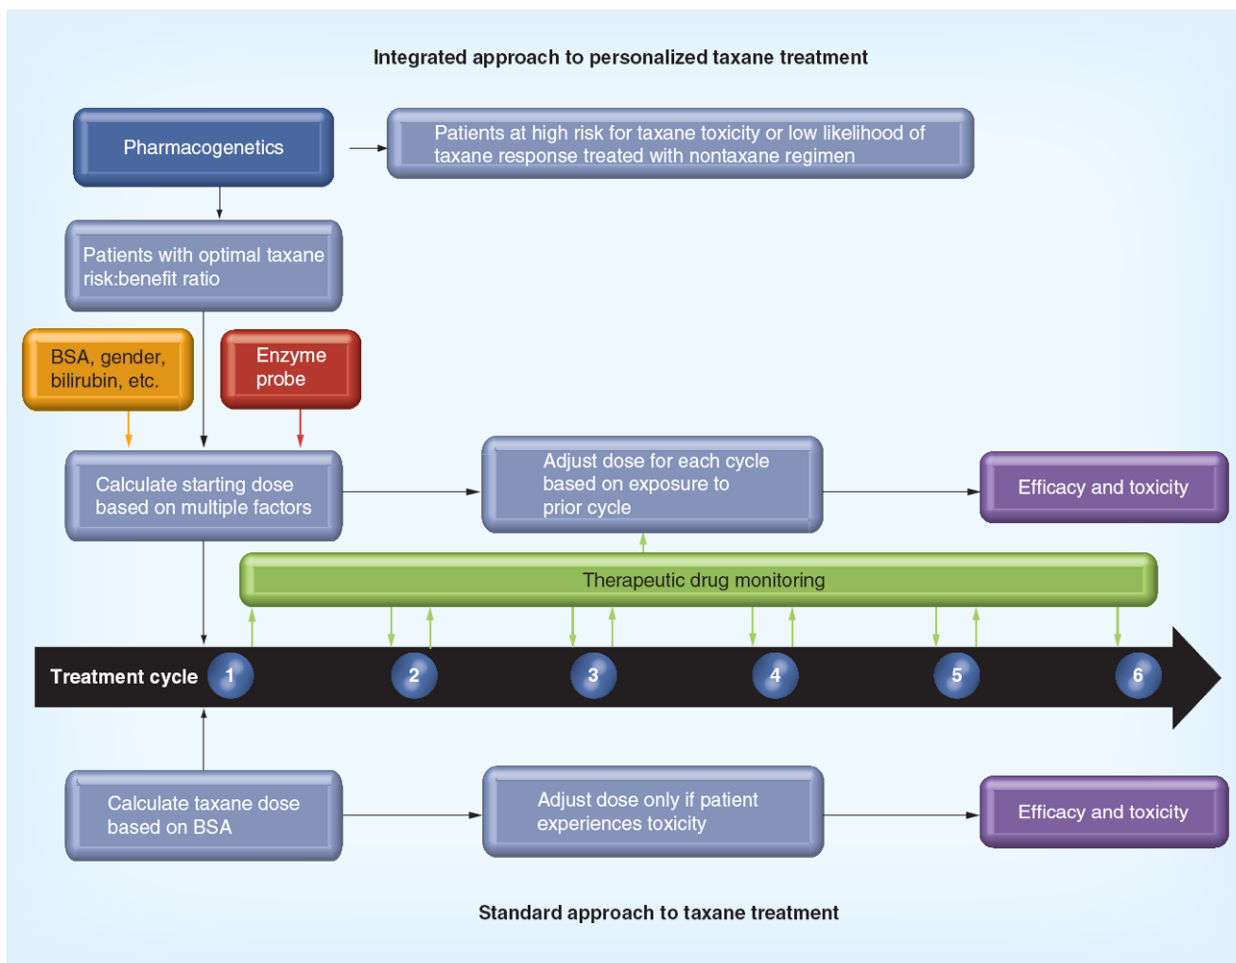 Integrated approach to personalized taxane treatment
Pharmacogenetics
Patients at high risk for taxane toxicity or low likelihood of
taxane response treated with nontaxane regimen
Patients with optimal taxane
risk:benefit ratio
BSA, gender,
bilirubin, etc.
Enzyme
probe
Calculate starting dose
based on multiple factors
Adjust dose for each cycle
based on exposure to
prior cycle
Efficacy and toxicity
Therapeutic drug monitoring
Treatment cycle 1 2 3 4 5 6
Calculate taxane dose
based on BSA
Adjust dose only if patient
experiences toxicity
Efficacy and toxicity
Standard approach to taxane treatment